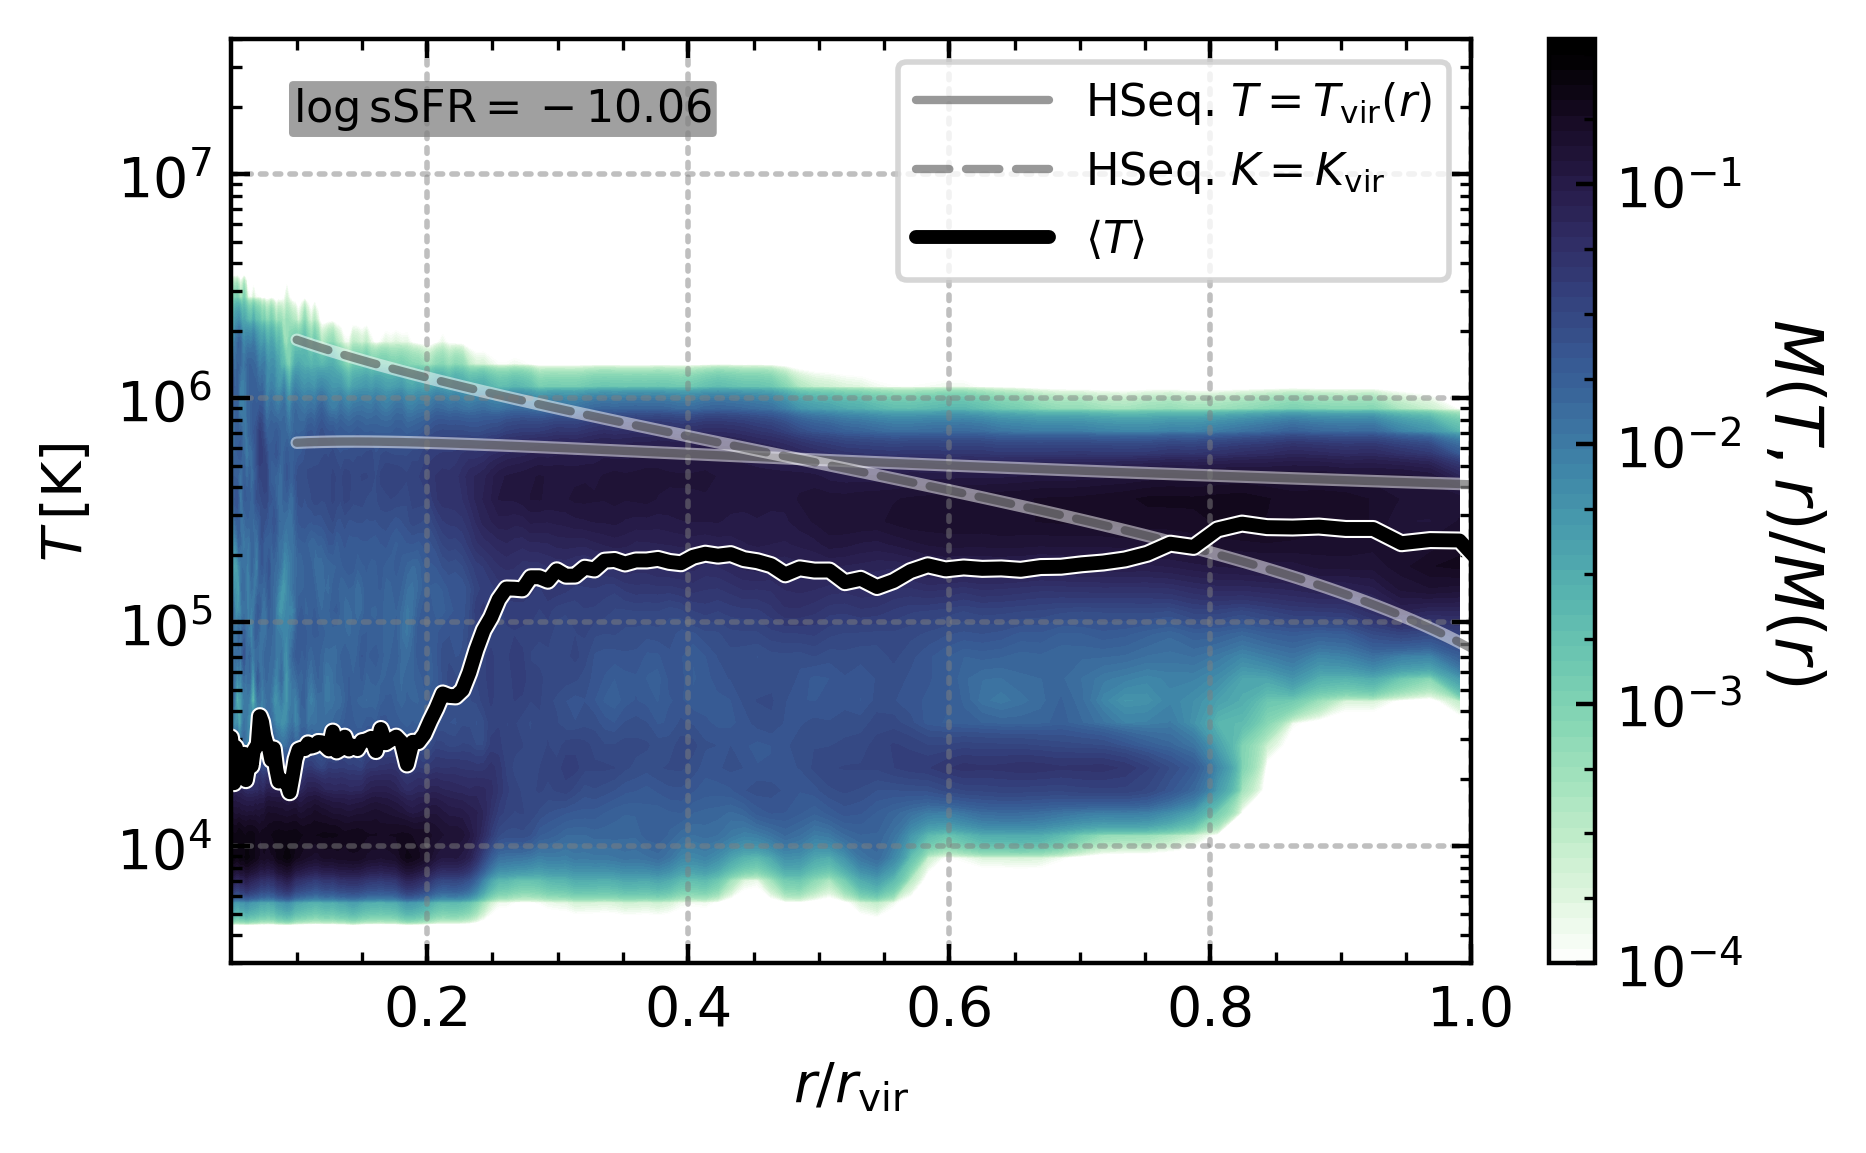 log sSFR = −10.06
HSeq. T = T_vir(r)
HSeq. K = K_vir
⟨T⟩
10^7
10^6
10^5
10^4
T [K]
0.2 0.4 0.6 0.8 1.0
r/r_vir
10^−1
10^−2
10^−3
10^−4
M(T, r)/M(r)